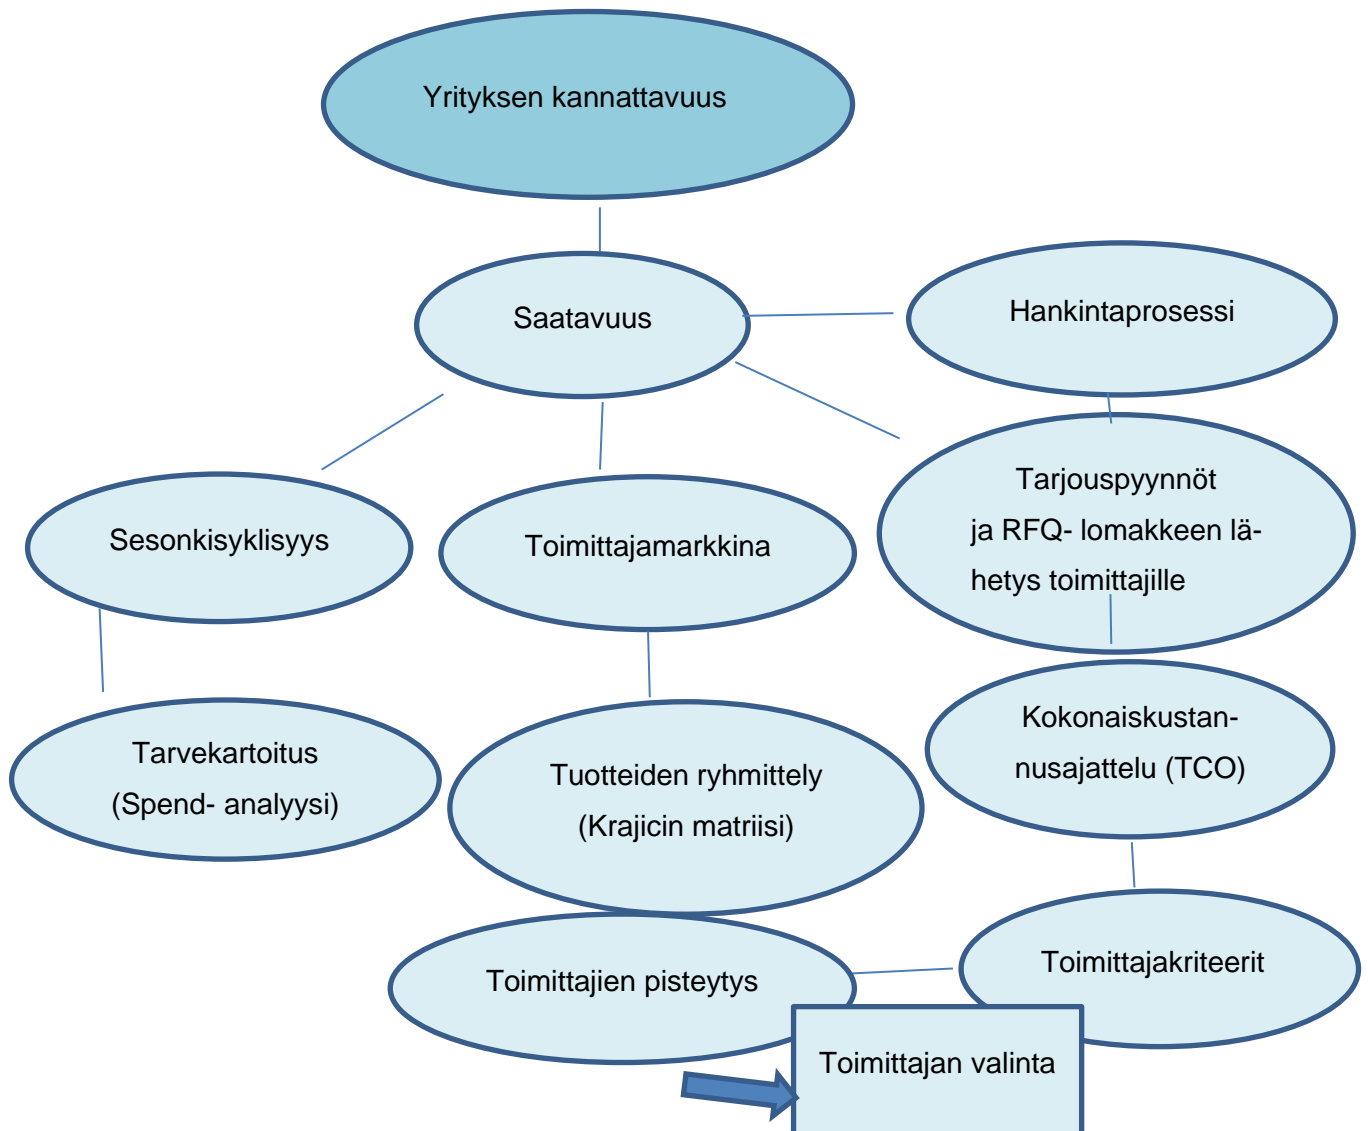 Yrityksen kannattavuus
Saatavuus
Hankintaprosessi
Sesonkisyklisyys
Toimittajamarkkina
Tarjouspyynnöt
ja RFQ- lomakkeen lä-
hetys toimittajille
Tarvekartoitus
(Spend- analyysi)
Tuotteiden ryhmittely
(Krajicin matriisi)
Kokonaiskustan-
nusajattelu (TCO)
Toimittajien pisteytys
Toimittajakriteerit
Toimittajan valinta